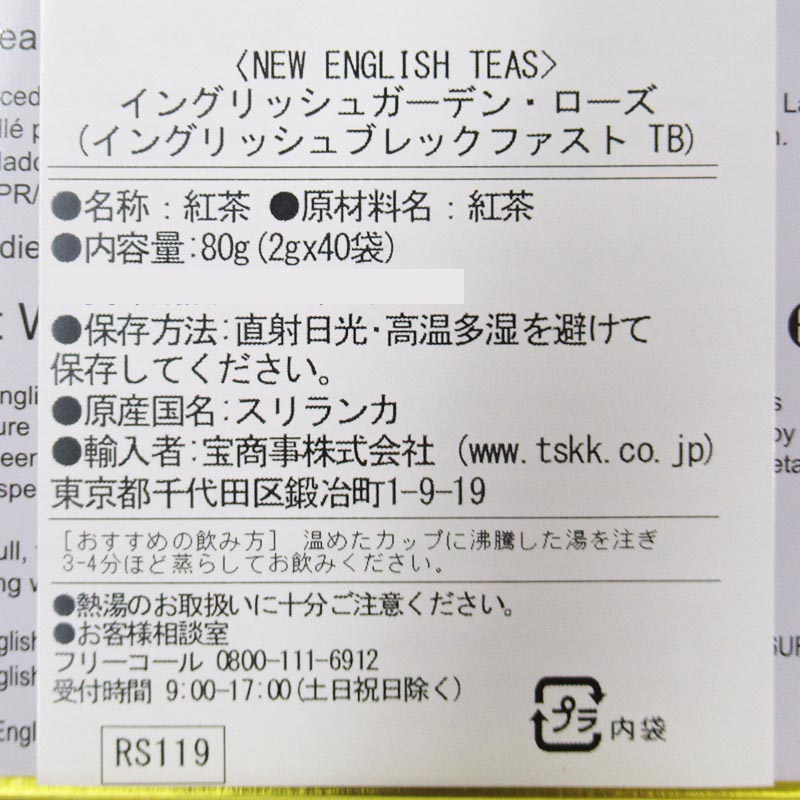 〈NEW ENGLISH TEAS〉
イングリッシュガーデン・ローズ
(イングリッシュブレックファスト TB)
●名称：紅茶 ●原材料名：紅茶
●内容量:80g(2gx40袋)
●保存方法:直射日光・高温多湿を避けて
保存してください。
●原産国名:スリランカ
●輸入者:宝商事株式会社 (www.tskk.co.jp)
東京都千代田区鍛冶町1-9-19
[おすすめの飲み方] 温めたカップに沸騰した湯を注ぎ
3-4分ほど蒸らしてお飲みください。
●熱湯のお取扱いに十分ご注意ください。
●お客様相談室
フリーコール 0800-111-6912
受付時間 9:00-17:00(土日祝日除く)
プラ 内袋
RS119